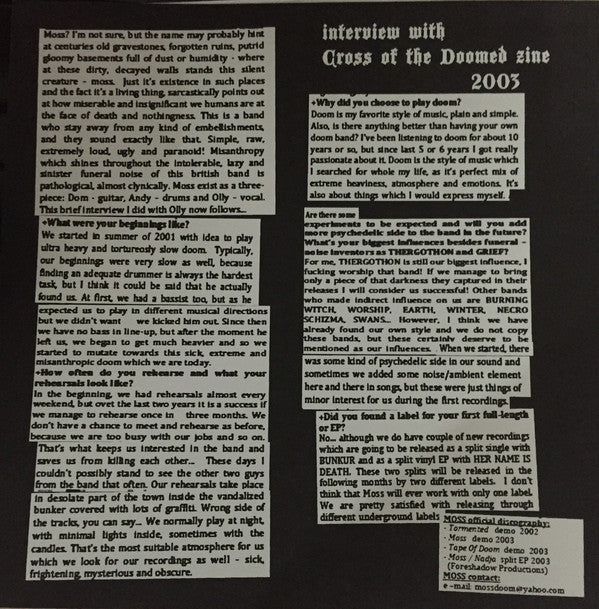 Moss? I'm not sure, but the name may probably hint
at centuries old gravestones, forgotten ruins, putrid
gloomy basements full of dust or humidity - where
at these dirty, decayed walls stands this silent
creature - moss. Just it's existence in such places
and the fact it's a living thing, sarcastically points out
at how miserable and insignificant we humans are at
the face of death and nothingness. This is a band
who stay away from any kind of embelishments,
and they sound exactly like that. Simple, raw,
extremely loud, ugly and paranoid! Misanthropy
which shines throughout the intolerable, lazy and
sinister funeral noise of this british band is
pathological, almost clynically. Moss exist as a three-
piece: Dom - guitar, Andy - drums and Olly - vocal.
This brief interview I did with Olly now follows...
+What were your beginnings like?
We started in summer of 2001 with idea to play
ultra heavy and tortureosly slow doom. Typically,
our beginnings were very slow as well, because
finding an adequate drummer is always the hardest
task, but I think it could be said that he actually
found us. At first, we had a bassist too, but as he
expected us to play in different musical directions
but we didn't want we kicked him out. Since then
we have no bass in line-up, but after the moment he
left us, we began to get much heavier and so we
started to mutate towards this sick, extreme and
misanthropic doom which we are today.
+How often do you rehearse and what your
rehearsals look like?
In the beginning, we had rehearsals almost every
weekend, but over the last two years it is a success if
we manage to rehearse once in three months. We
don't have a chance to meet and rehearse as before,
because we are too busy with our jobs and so on.
That's what keeps us interested in the band and
saves us from killing each other... These days I
couldn't possibly stand to see the other two guys
from the band that often. Our rehearsals take place
in desolate part of the town inside the vandalized
bunker covered with lots of graffiti. Wrong side of
the tracks, you can say... We normally play at night,
with minimal lights inside, sometimes with the
candles. That's the most suitable atmosphere for us
which we look for our recordings as well - sick,
frightening, mysterious and obscure.
interview with
Cross of the Doomed zine
2003
+Why did you choose to play doom?
Doom is my favorite style of music, plain and simple.
Also, is there anything better than having your own
doom band? I've been listening to doom for about 10
years or so, but since last 5 or 6 years I got really
passionate about it. Doom is the style of music which
I searched for whole my life, as it's perfect mix of
extreme heaviness, atmosphere and emotions. It's
also about things which I would express myself.
Are there some
experiments to be expected and will you add
more psychedelic side to the band in the future?
What's your biggest influences besides funeral -
noise inventors as THERGOTHON and GRIEF?
For me, THERGOTHON is still our biggest influence, I
fucking worship that band! If we manage to bring
only a piece of that darkness they captured in their
releases I will consider us successful! Other bands
who made indirect influence on us are BURNING
WITCH, WORSHIP, EARTH, WINTER, NECRO
SCHIZMA, SWANS... However, I think we have
already found our own style and we do not copy
these bands, but these certainly deserve to be
mentioned as our influences. When we started, there
was some kind of psychedelic side in our sound and
sometimes we added some noise/ambient element
here and there in songs, but these were just things of
minor interest for us during the first recordings.
+Did you found a label for your first full-length
or EP?
No... although we do have couple of new recordings
which are going to be released as a split single with
BUNKUR and as a split vinyl EP with HER NAME IS
DEATH. These two splits will be released in the
following months by two different labels. I don't
think that Moss will ever work with only one label.
We are pretty satisfied with releasing through
different underground labels
MOSS official discography:
- Tormented demo 2002
- Moss demo 2003
- Tape Of Doom demo 2003
- Moss / Nadja split EP 2003
(Foreshadow Productions)
MOSS contact:
e-mail mossdoom@yahoo.com